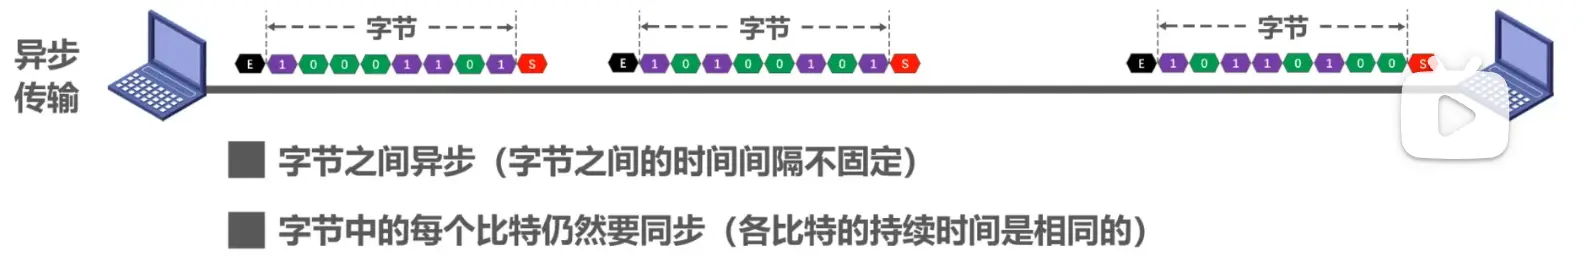 字节 字节 字节
异步
传输
E 1 0 0 0 1 1 0 1 S E 1 0 1 0 0 1 0 1 S E 1 0 1 1 0 1 0 0 S
字节之间异步（字节之间的时间间隔不固定）
字节中的每个比特仍然要同步（各比特的持续时间是相同的）